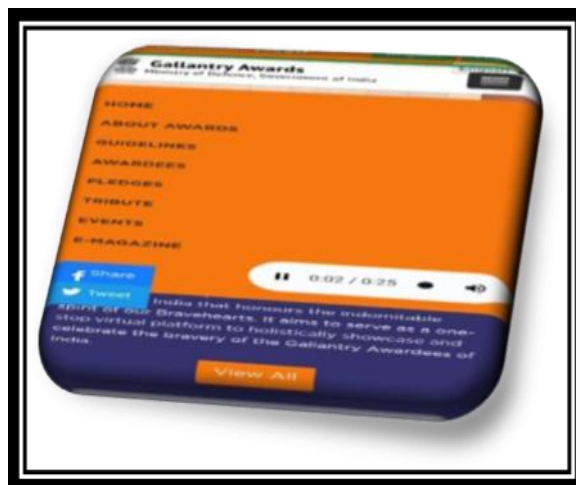 Gallantry Awards
Ministry of Defence, Government of India
HOME
ABOUT AWARDS
GUIDELINES
AWARDEES
PLEDGES
TRIBUTE
EVENTS
E-MAGAZINE
0:02 / 0:25
Share
Tweet
India that honours the indomitable
spirit of our Bravehearts. It aims to serve as a one-
stop virtual platform to holistically showcase and
celebrate the bravery of the Gallantry Awardees of
India.
View All